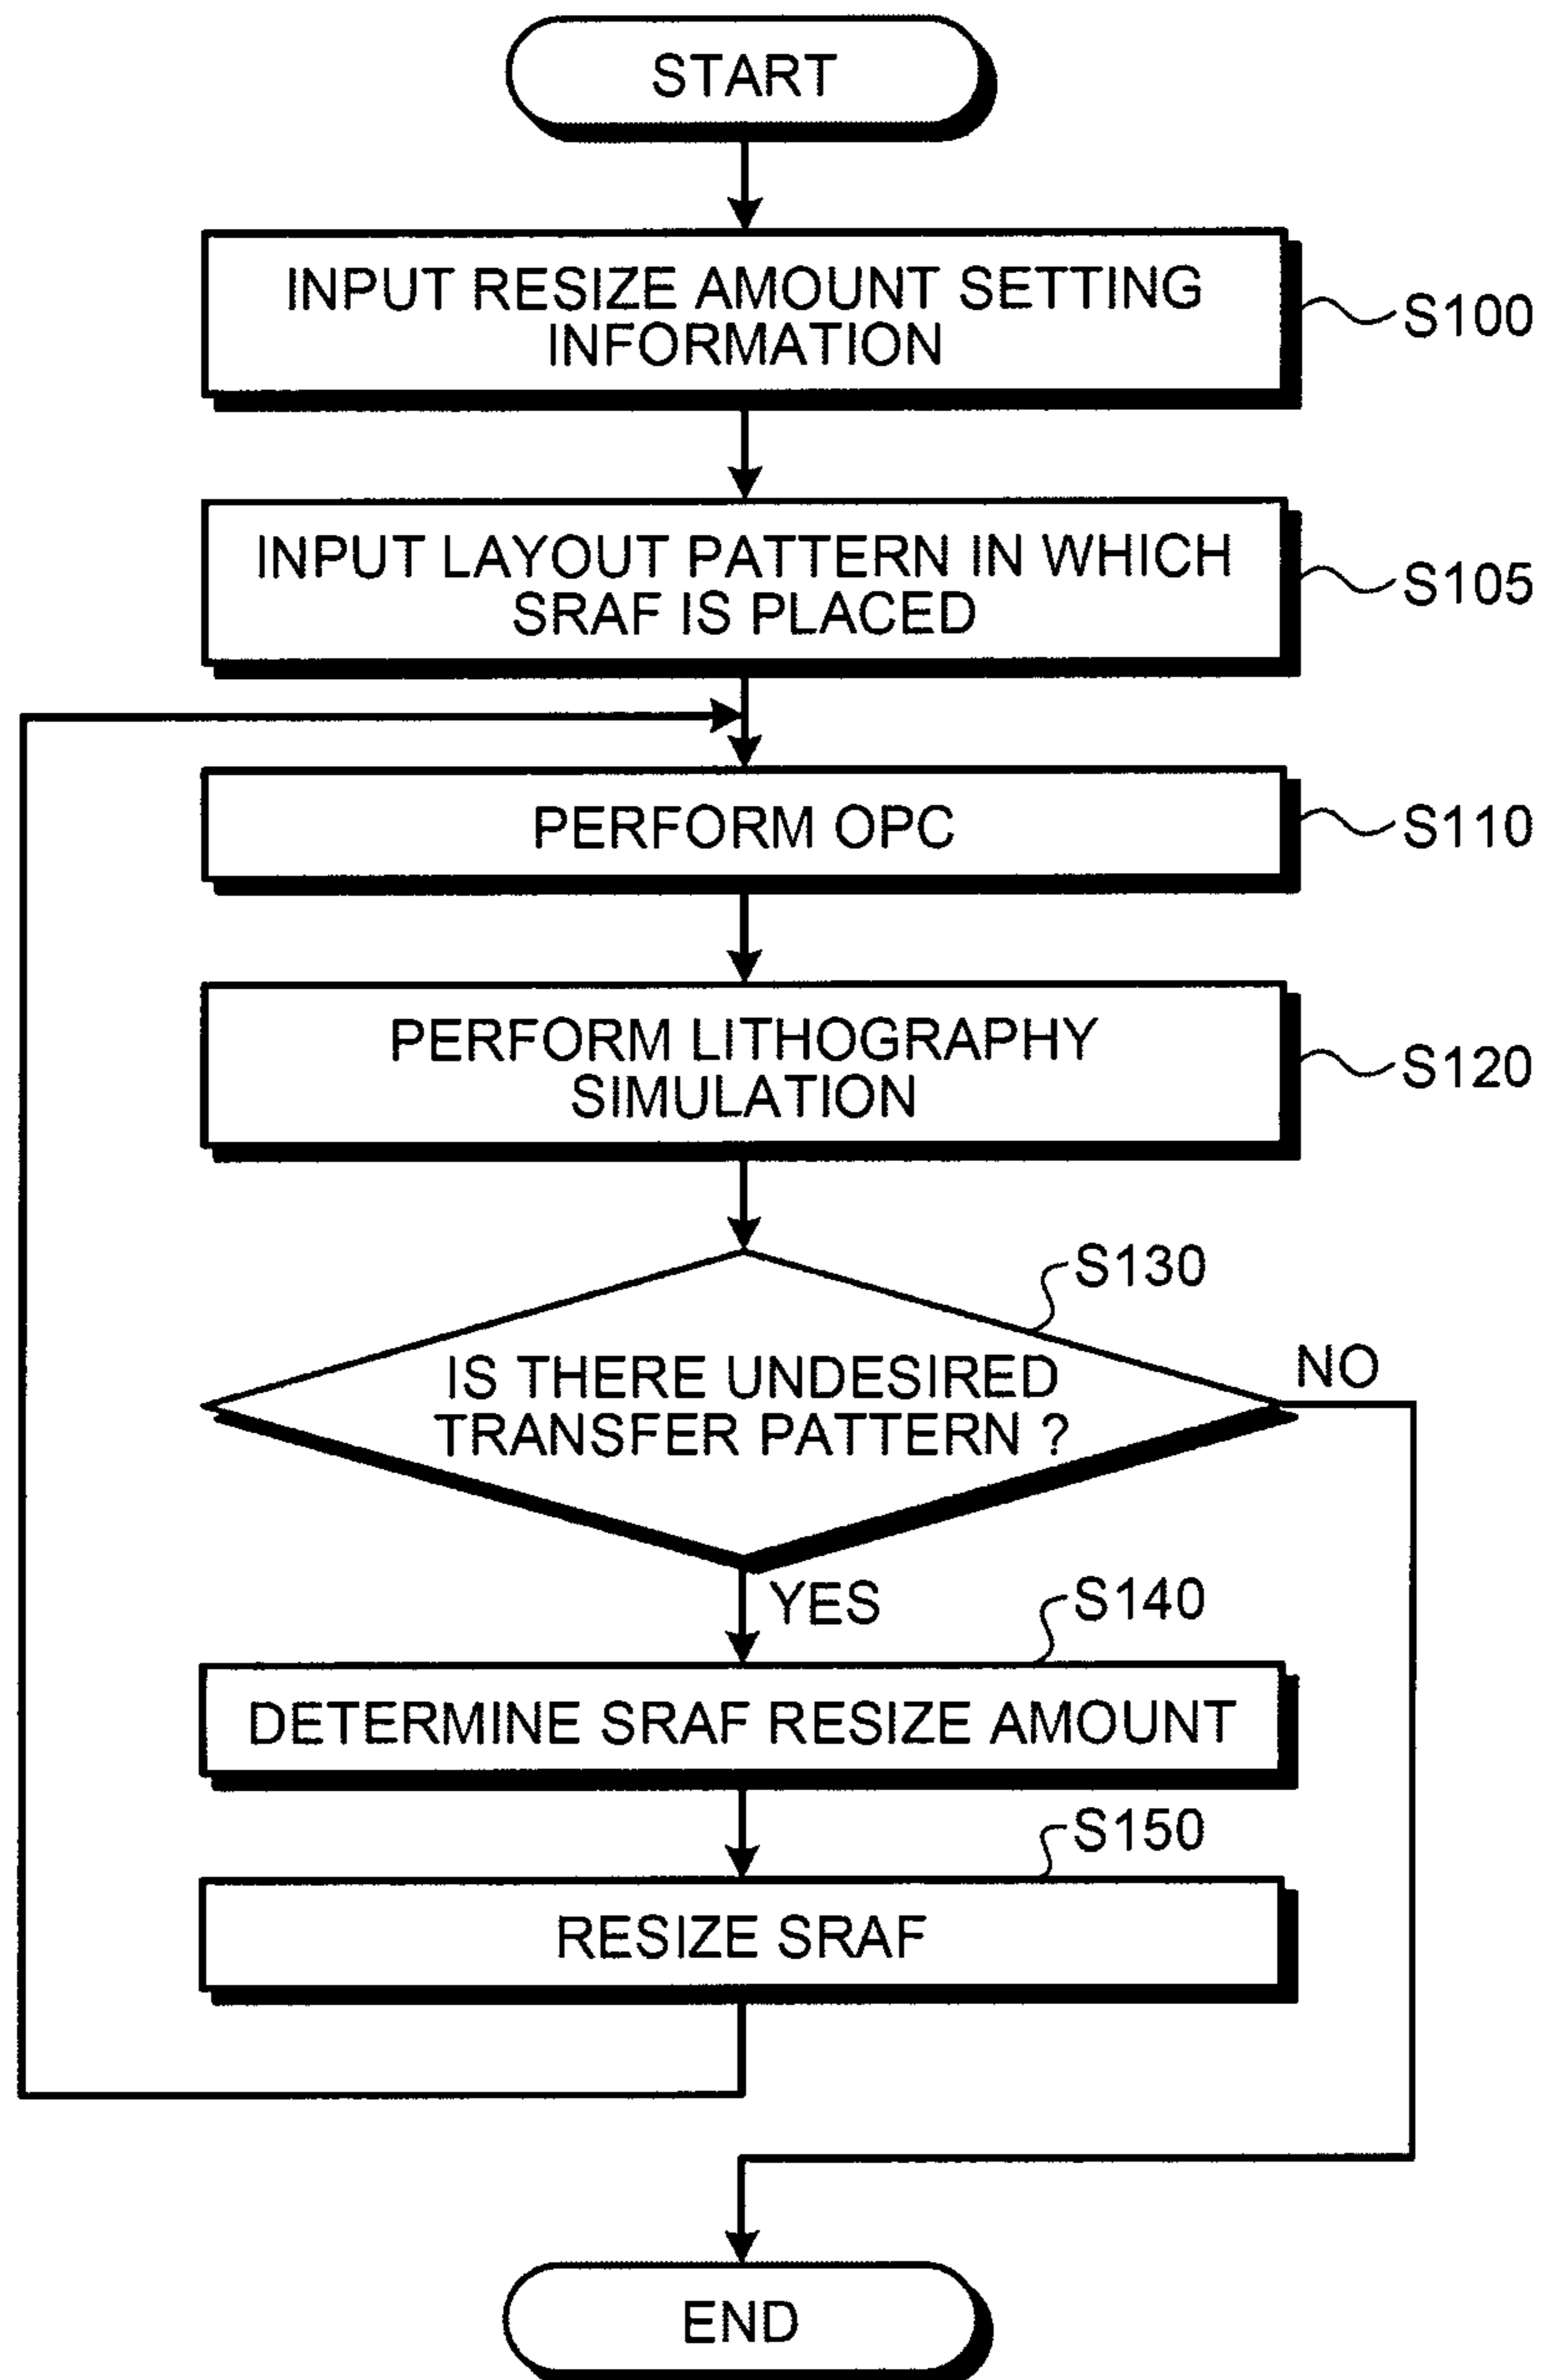 START
INPUT RESIZE AMOUNT SETTING
INFORMATION
S100
INPUT LAYOUT PATTERN IN WHICH
SRAF IS PLACED
S105
PERFORM OPC
S110
PERFORM LITHOGRAPHY
SIMULATION
S120
S130
IS THERE UNDESIRED
TRANSFER PATTERN ?
NO
YES
S140
DETERMINE SRAF RESIZE AMOUNT
S150
RESIZE SRAF
END